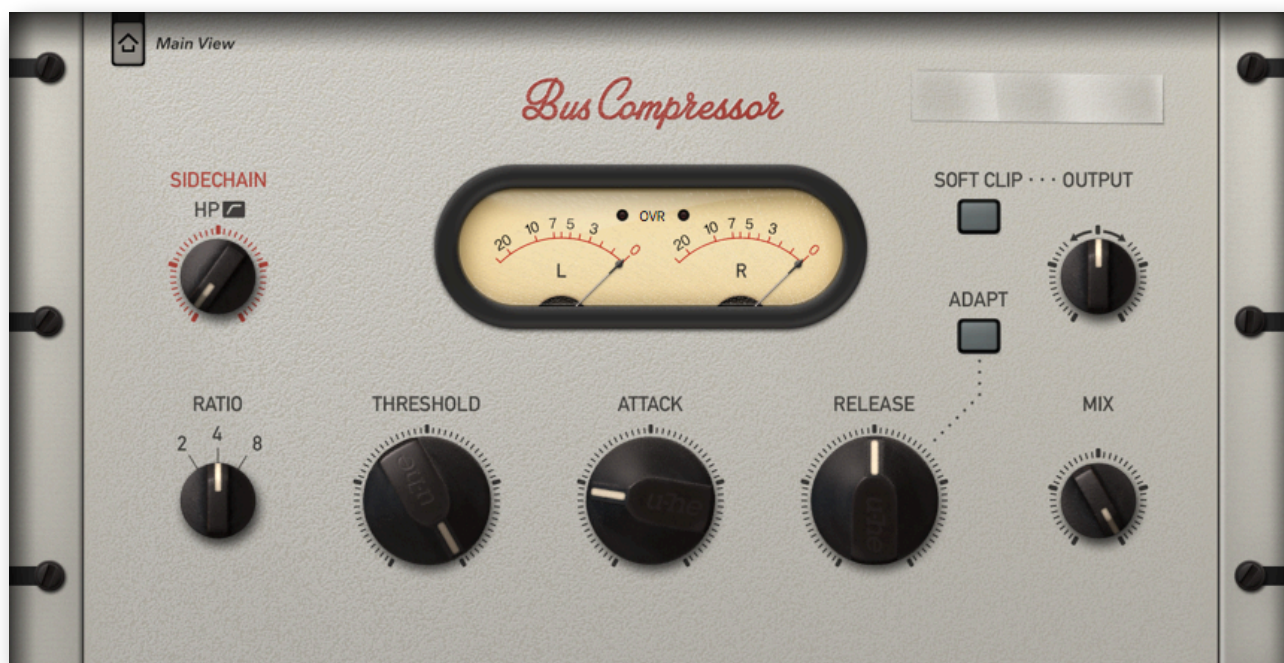 Main View
Bus Compressor
SIDECHAIN
HP
20 10 7 5 3 0
OVR
20 10 7 5 3 0
L
R
SOFT CLIP ··· OUTPUT
ADAPT
RATIO
2 4 8
THRESHOLD
u-he
ATTACK
u-he
RELEASE
u-he
MIX